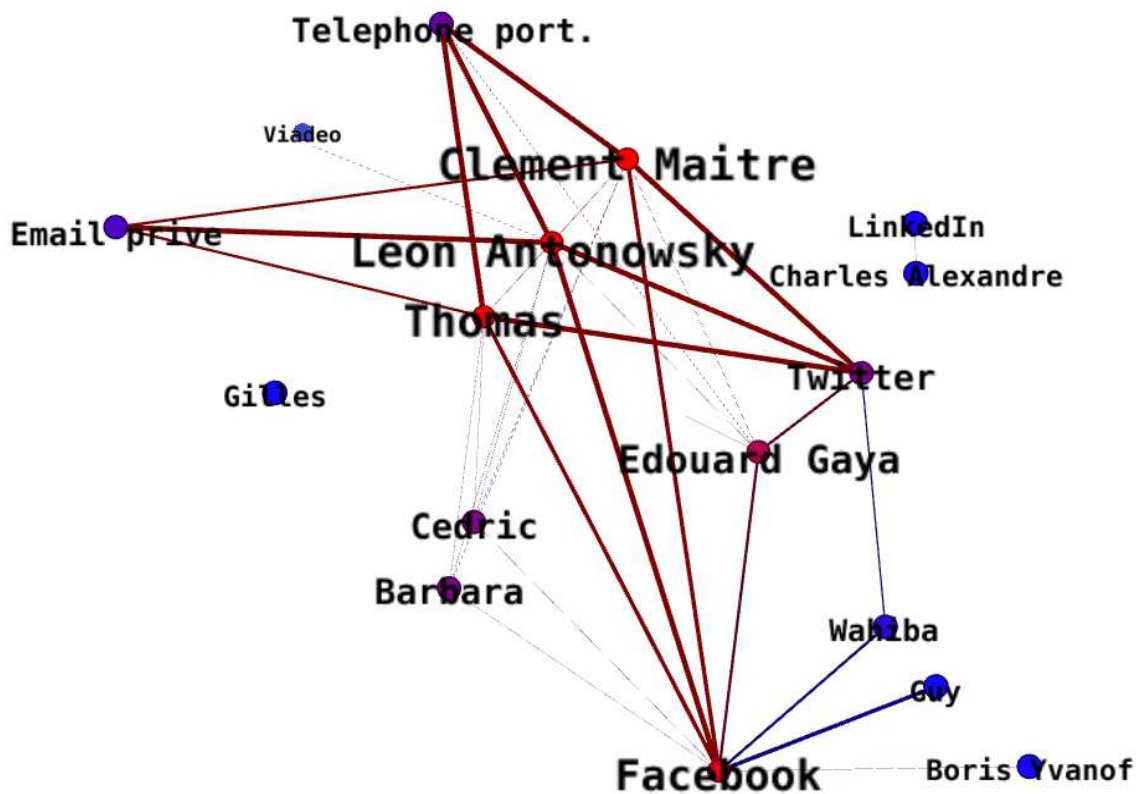 Telephone port.
Viadeo
Clement Maitre
Email prive
LinkedIn
Leon Antonowsky
Charles Alexandre
Thomas
Twitter
Gilles
Edouard Gaya
Cedric
Barbara
Wahiba
Guy
Facebook
Boris Yvanof